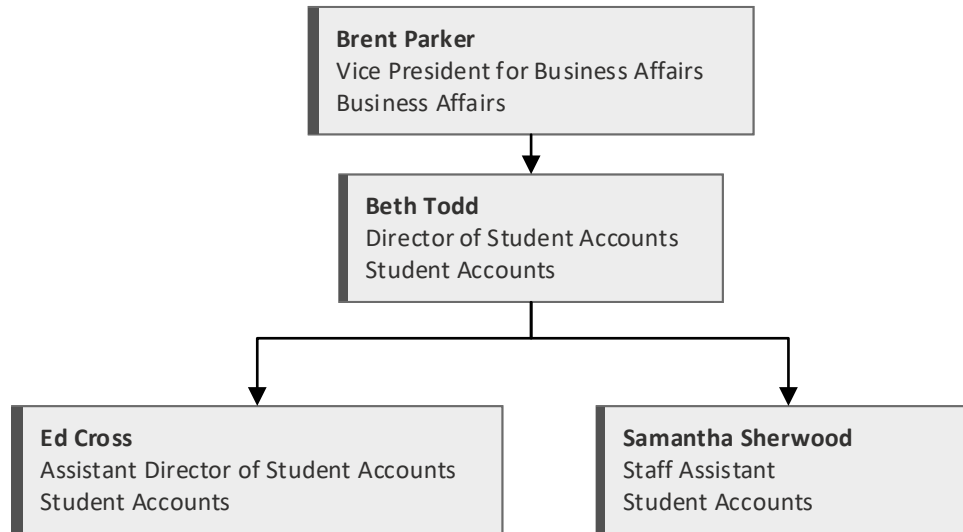 Brent Parker
Vice President for Business Affairs
Business Affairs
Beth Todd
Director of Student Accounts
Student Accounts
Ed Cross
Assistant Director of Student Accounts
Student Accounts
Samantha Sherwood
Staff Assistant
Student Accounts